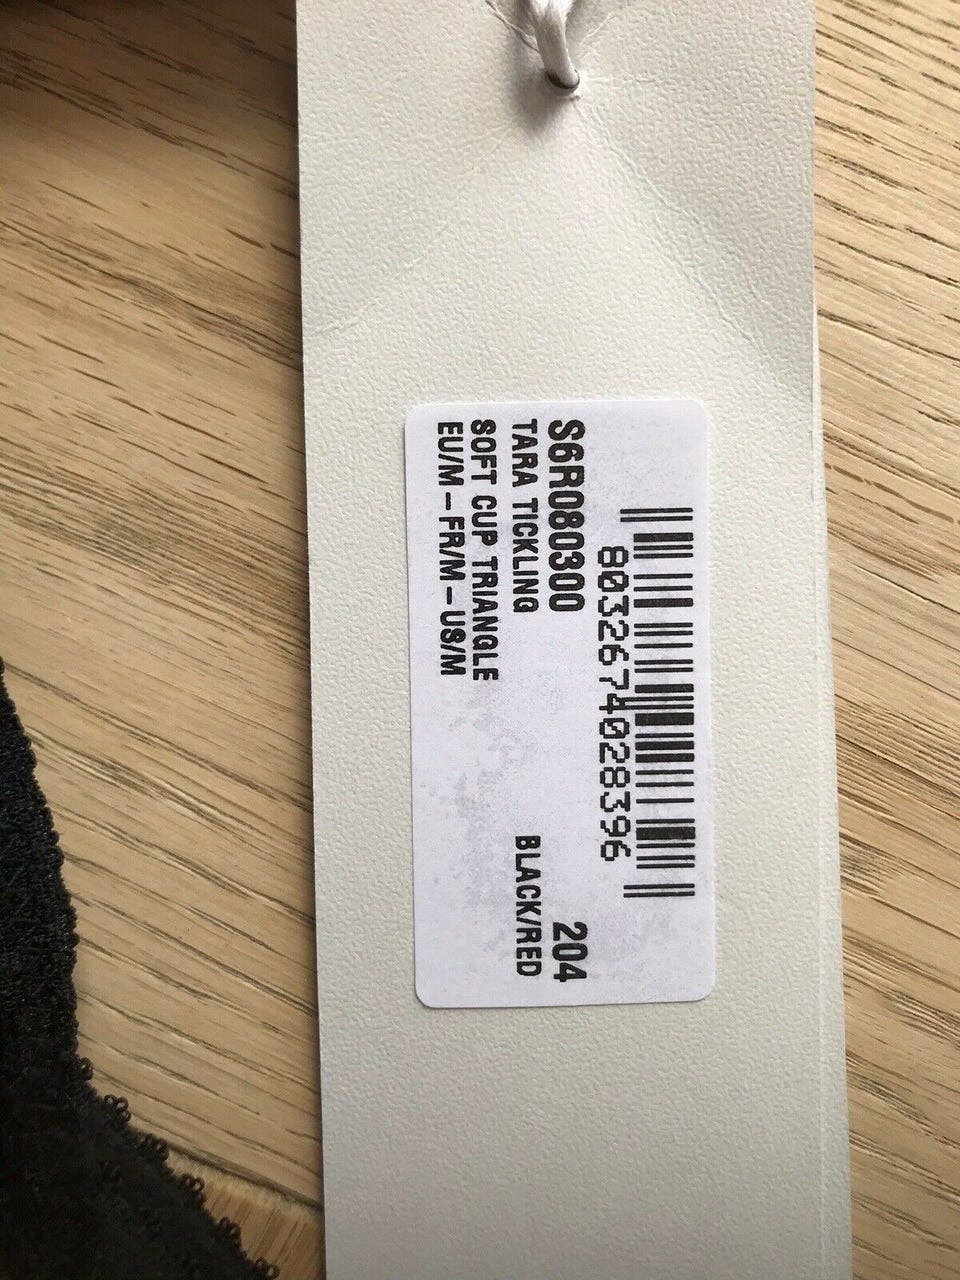 8032674028396
S6R080300 204
TARA TICKLING BLACK/RED
SOFT CUP TRIANGLE
EU/M-FR/M-US/M